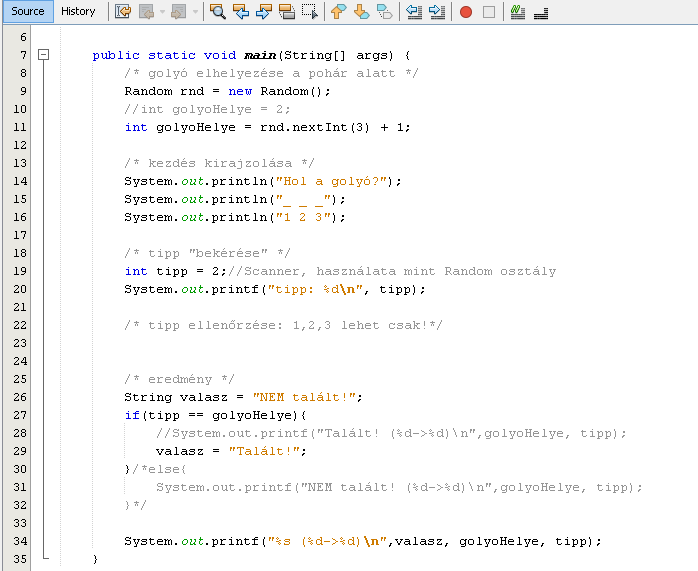 Source History
6
7 public static void main(String[] args) {
8 /* golyó elhelyezése a pohár alatt */
9 Random rnd = new Random();
10 //int golyoHelye = 2;
11 int golyoHelye = rnd.nextInt(3) + 1;
12
13 /* kezdés kirajzolása */
14 System.out.println("Hol a golyó?");
15 System.out.println("_ _ _");
16 System.out.println("1 2 3");
17
18 /* tipp "bekérése" */
19 int tipp = 2;//Scanner, használata mint Random osztály
20 System.out.printf("tipp: %d\n", tipp);
21
22 /* tipp ellenőrzése: 1,2,3 lehet csak!*/
23
24
25 /* eredmény */
26 String valasz = "NEM talált!";
27 if(tipp == golyoHelye){
28 //System.out.printf("Talált! (%d->%d)\n",golyoHelye, tipp);
29 valasz = "Talált!";
30 }/*else{
31 System.out.printf("NEM talált! (%d->%d)\n",golyoHelye, tipp);
32 }*/
33
34 System.out.printf("%s (%d->%d)\n",valasz, golyoHelye, tipp);
35 }